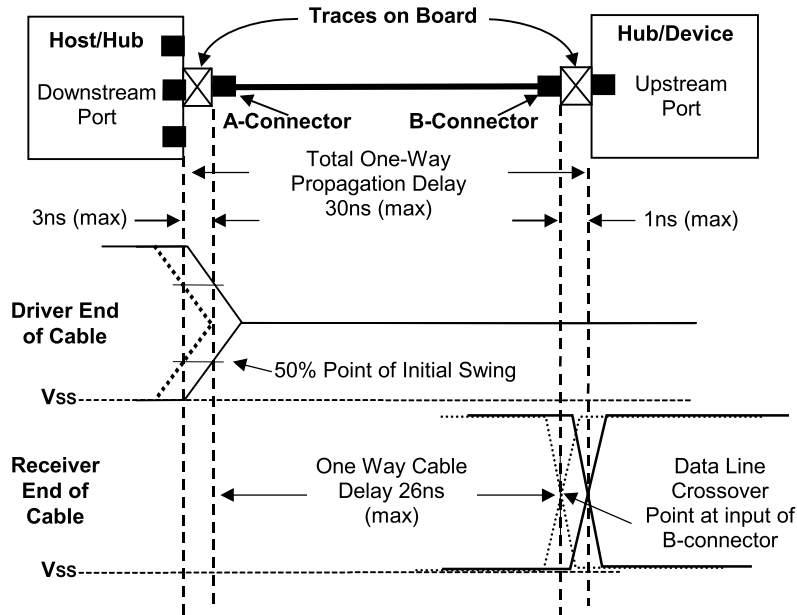 Traces on Board
Host/Hub
Hub/Device
Downstream
Port
Upstream
Port
A-Connector
B-Connector
Total One-Way
Propagation Delay
30ns (max)
3ns (max)
1ns (max)
Driver End
of Cable
50% Point of Initial Swing
VSS
Receiver
End of
Cable
One Way Cable
Delay 26ns
(max)
Data Line
Crossover
Point at input of
B-connector
VSS